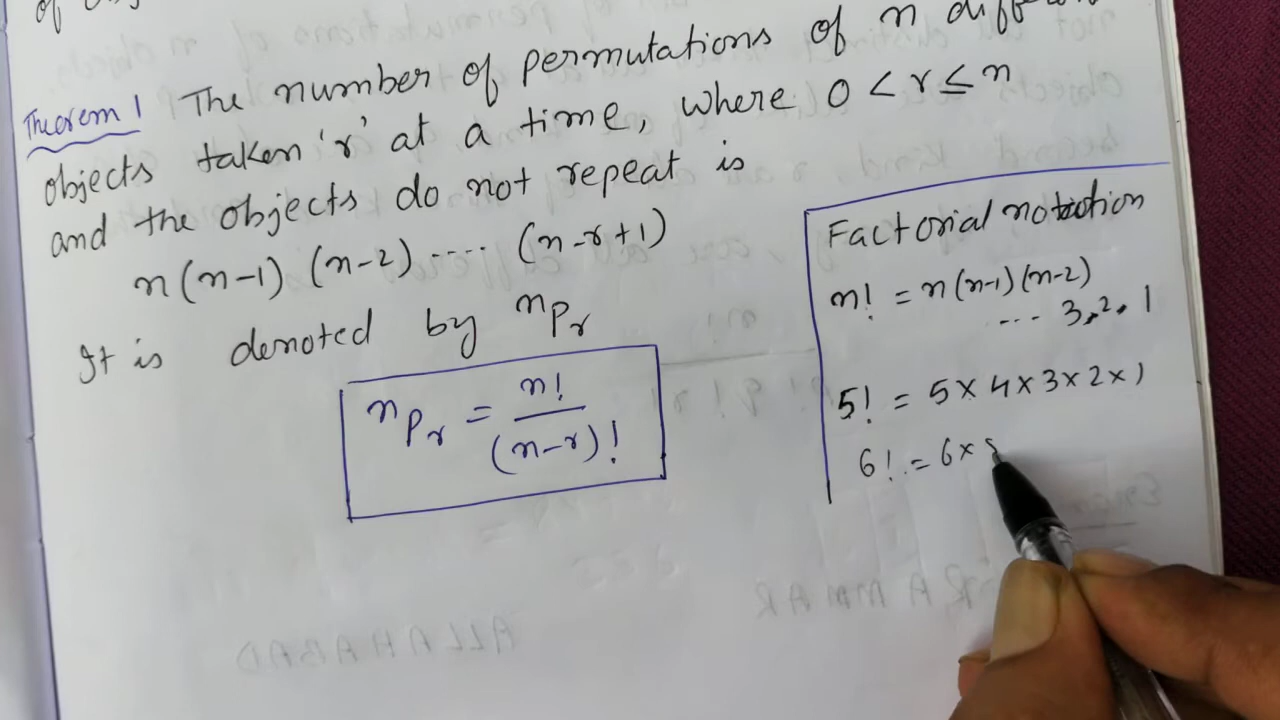 of
Theorem 1 The number of permutations of n
objects taken 'r' at a time, where 0 < r ≤ n
and the objects do not repeat is
n(n-1) (n-2) ---- (n-r+1)
It is denoted by nPr
nPr = n! / (n-r)!
Factorial notation
n! = n(n-1)(n-2)
... 3.2.1
5! = 5×4×3×2×1
6! = 6×
ALLAHABAD